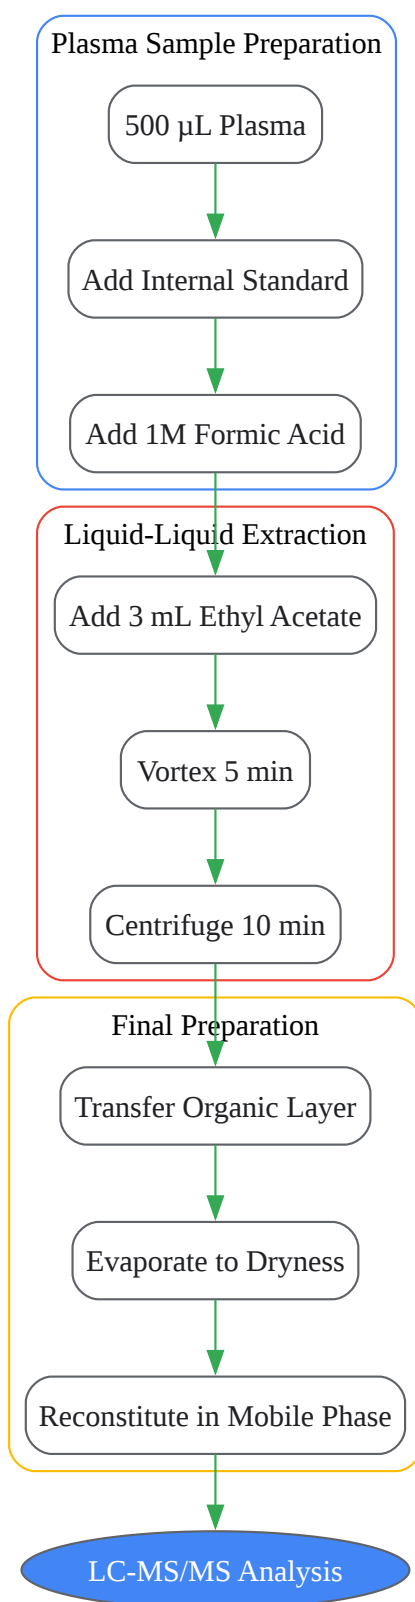 Plasma Sample Preparation
500 µL Plasma
Add Internal Standard
Add 1M Formic Acid
Liquid-Liquid Extraction
Add 3 mL Ethyl Acetate
Vortex 5 min
Centrifuge 10 min
Final Preparation
Transfer Organic Layer
Evaporate to Dryness
Reconstitute in Mobile Phase
LC-MS/MS Analysis